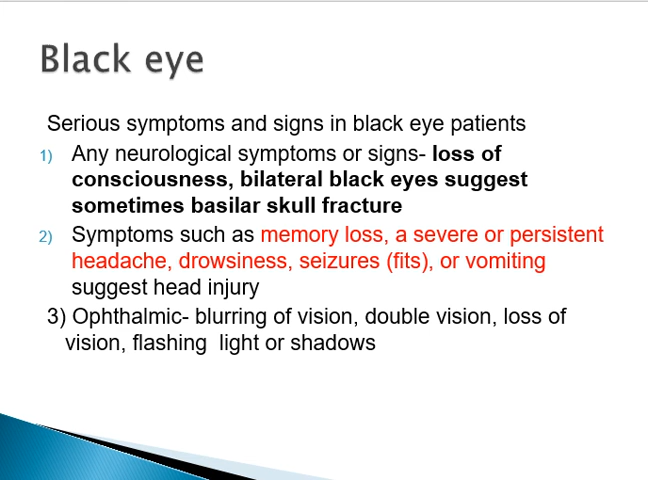 Black eye
Serious symptoms and signs in black eye patients
1) Any neurological symptoms or signs- loss of
consciousness, bilateral black eyes suggest
sometimes basilar skull fracture
2) Symptoms such as memory loss, a severe or persistent
headache, drowsiness, seizures (fits), or vomiting
suggest head injury
3) Ophthalmic- blurring of vision, double vision, loss of
vision, flashing  light or shadows